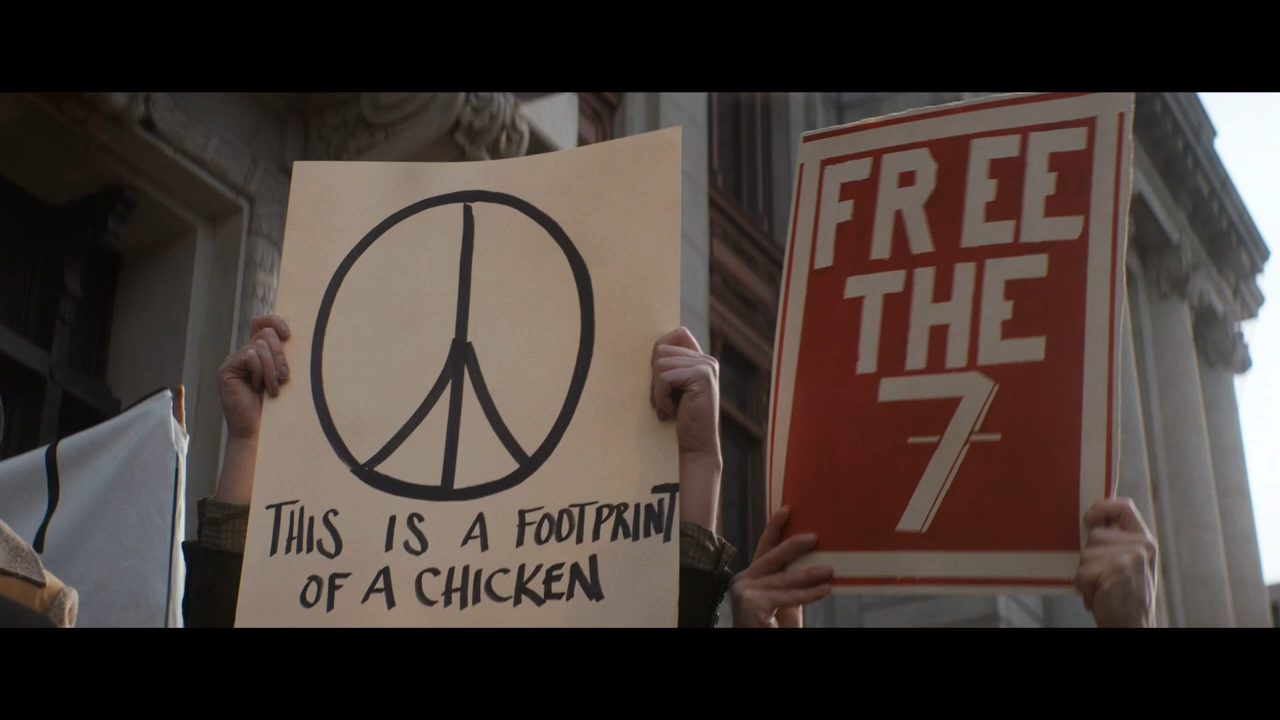 THIS IS A FOOTPRINT
OF A CHICKEN
FREE
THE
7